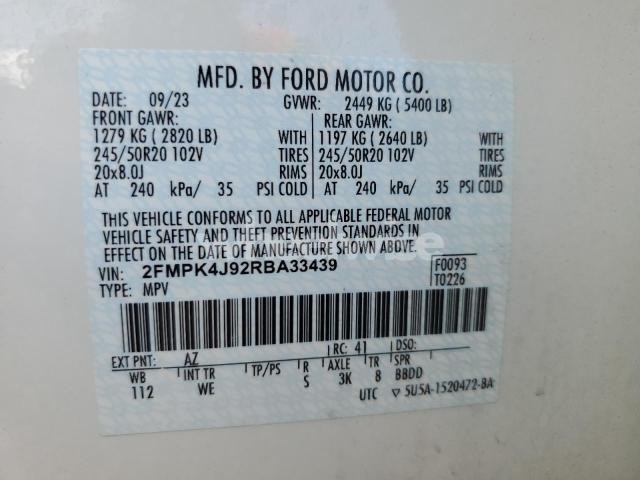 MFD. BY FORD MOTOR CO.
DATE: 09/23 GVWR: 2449 KG ( 5400 LB)
FRONT GAWR: REAR GAWR:
1279 KG ( 2820 LB) WITH 1197 KG ( 2640 LB) WITH
245/50R20 102V TIRES 245/50R20 102V TIRES
20x8.0J RIMS 20x8.0J RIMS
AT 240 kPa/ 35 PSI COLD AT 240 kPa/ 35 PSI COLD
THIS VEHICLE CONFORMS TO ALL APPLICABLE FEDERAL MOTOR
VEHICLE SAFETY AND THEFT PREVENTION STANDARDS IN
EFFECT ON THE DATE OF MANUFACTURE SHOWN ABOVE.
VIN: 2FMPK4J92RBA33439 F0093
TYPE: MPV T0226
EXT PNT: AZ RC: 41 DSO:
WB INT TR TP/PS R AXLE TR SPR
112 WE S 3K 8 BBDD
UTC ▽ 5U5A-1520472-BA